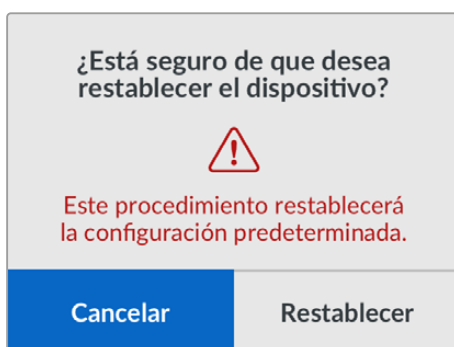 ¿Está seguro de que desea
restablecer el dispositivo?
Este procedimiento restablecerá
la configuración predeterminada.
Cancelar
Restablecer